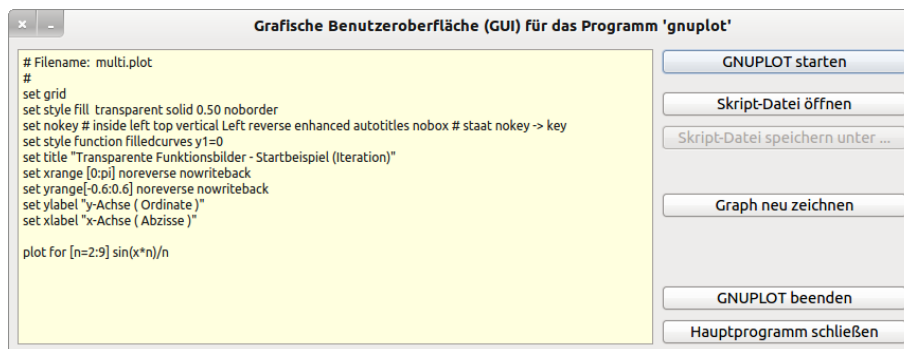 Grafische Benutzeroberfläche (GUI) für das Programm 'gnuplot'
# Filename: multi.plot
#
set grid
set style fill transparent solid 0.50 noborder
set nokey # inside left top vertical Left reverse enhanced autotitles nobox # staat nokey -> key
set style function filledcurves y1=0
set title "Transparente Funktionsbilder - Startbeispiel (Iteration)"
set xrange [0:pi] noreverse nowriteback
set yrange[-0.6:0.6] noreverse nowriteback
set ylabel "y-Achse ( Ordinate )"
set xlabel "x-Achse ( Abzisse )"
plot for [n=2:9] sin(x*n)/n
GNUPLOT starten
Skript-Datei öffnen
Skript-Datei speichern unter ...
Graph neu zeichnen
GNUPLOT beenden
Hauptprogramm schließen